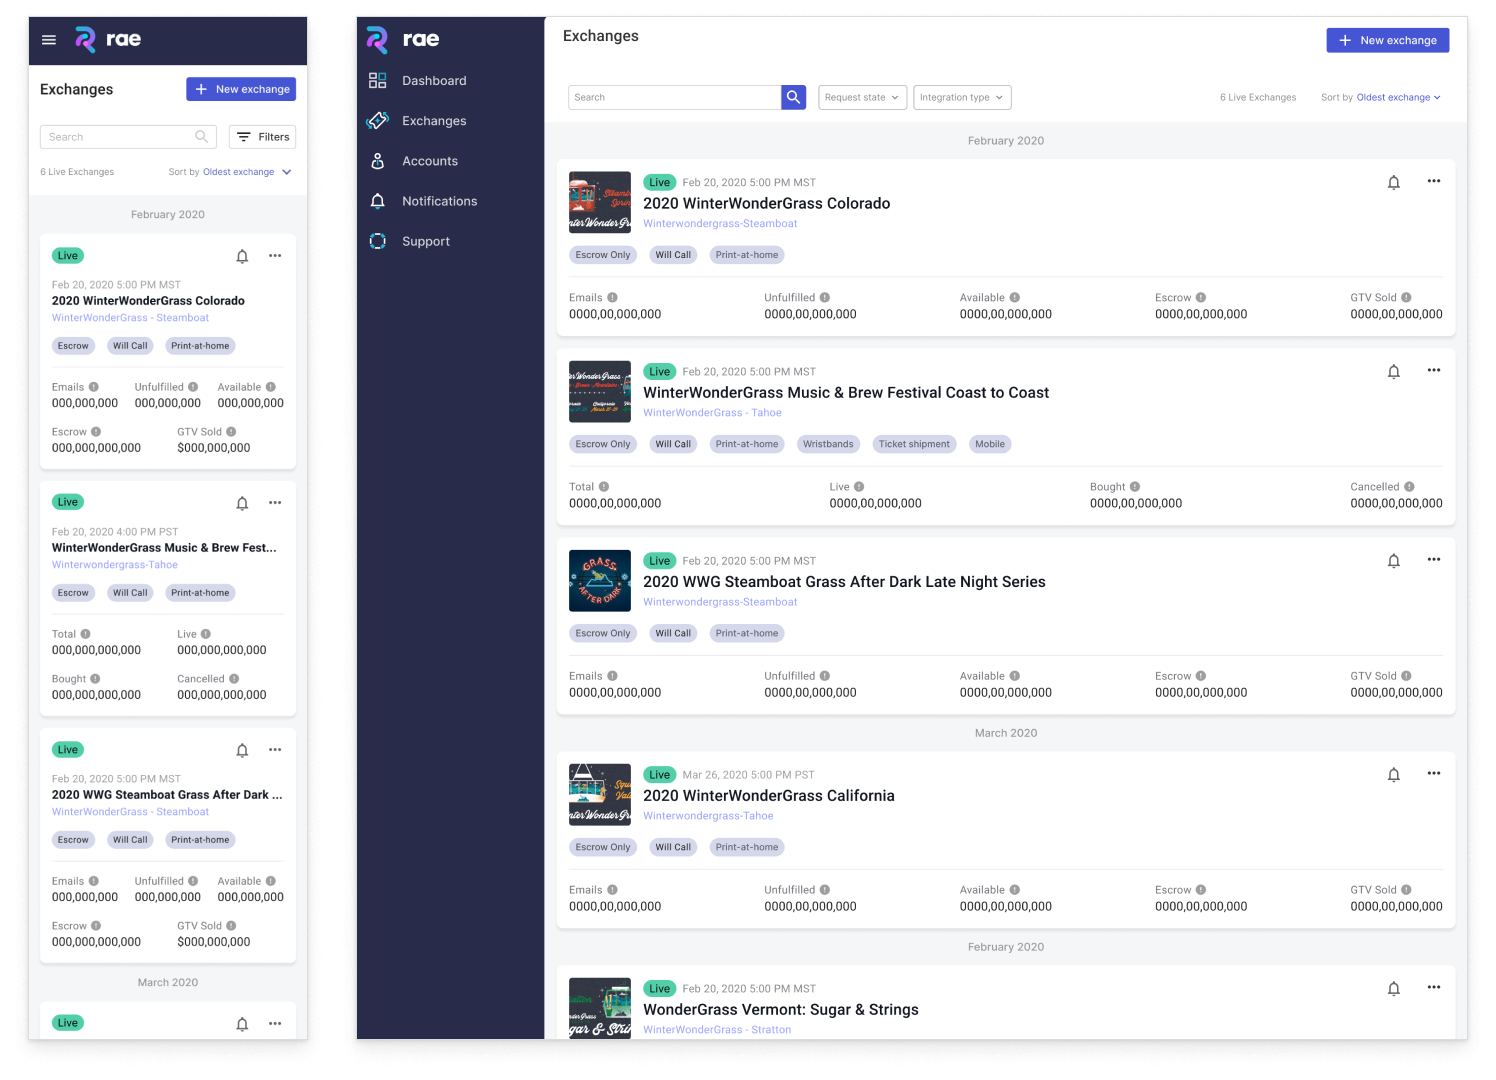 rae
Exchanges
New exchange
Search
Filters
6 Live Exchanges
Sort by Oldest exchange
February 2020
Live
Feb 20, 2020 5:00 PM MST
2020 WinterWonderGrass Colorado
WinterWonderGrass - Steamboat
Escrow Will Call Print-at-home
Emails Unfulfilled Available
000,000,000 000,000,000 000,000,000
Escrow GTV Sold
000,000,000,000 $000,000,000
Live
Feb 20, 2020 4:00 PM PST
WinterWonderGrass Music & Brew Fest...
Winterwondergrass-Tahoe
Escrow Will Call Print-at-home
Total Live
000,000,000,000 000,000,000,000
Bought Cancelled
000,000,000,000 000,000,000,000
Live
Feb 20, 2020 5:00 PM MST
2020 WWG Steamboat Grass After Dark ...
WinterWonderGrass - Steamboat
Escrow Will Call Print-at-home
Emails Unfulfilled Available
000,000,000 000,000,000 000,000,000
Escrow GTV Sold
000,000,000,000 $000,000,000
March 2020
Live
rae
Dashboard
Exchanges
Accounts
Notifications
Support
Exchanges
New exchange
Search
Request state
Integration type
6 Live Exchanges
Sort by Oldest exchange
February 2020
Live Feb 20, 2020 5:00 PM MST
2020 WinterWonderGrass Colorado
Winterwondergrass-Steamboat
Escrow Only Will Call Print-at-home
Emails Unfulfilled Available Escrow GTV Sold
0000,00,000,000 0000,00,000,000 0000,00,000,000 0000,00,000,000 0000,00,000,000
Live Feb 20, 2020 5:00 PM MST
WinterWonderGrass Music & Brew Festival Coast to Coast
WinterWonderGrass - Tahoe
Escrow Only Will Call Print-at-home Wristbands Ticket shipment Mobile
Total Live Bought Cancelled
0000,00,000,000 0000,00,000,000 0000,00,000,000 0000,00,000,000
GRASS
AFTER DARK
Live Feb 20, 2020 5:00 PM MST
2020 WWG Steamboat Grass After Dark Late Night Series
Winterwondergrass-Steamboat
Escrow Only Will Call Print-at-home
Emails Unfulfilled Available Escrow GTV Sold
0000,00,000,000 0000,00,000,000 0000,00,000,000 0000,00,000,000 0000,00,000,000
March 2020
Live Mar 26, 2020 5:00 PM PST
2020 WinterWonderGrass California
Winterwondergrass-Tahoe
Escrow Only Will Call Print-at-home
Emails Unfulfilled Available Escrow GTV Sold
0000,00,000,000 0000,00,000,000 0000,00,000,000 0000,00,000,000 0000,00,000,000
February 2020
Live Feb 20, 2020 5:00 PM MST
WonderGrass Vermont: Sugar & Strings
WinterWonderGrass - Stratton